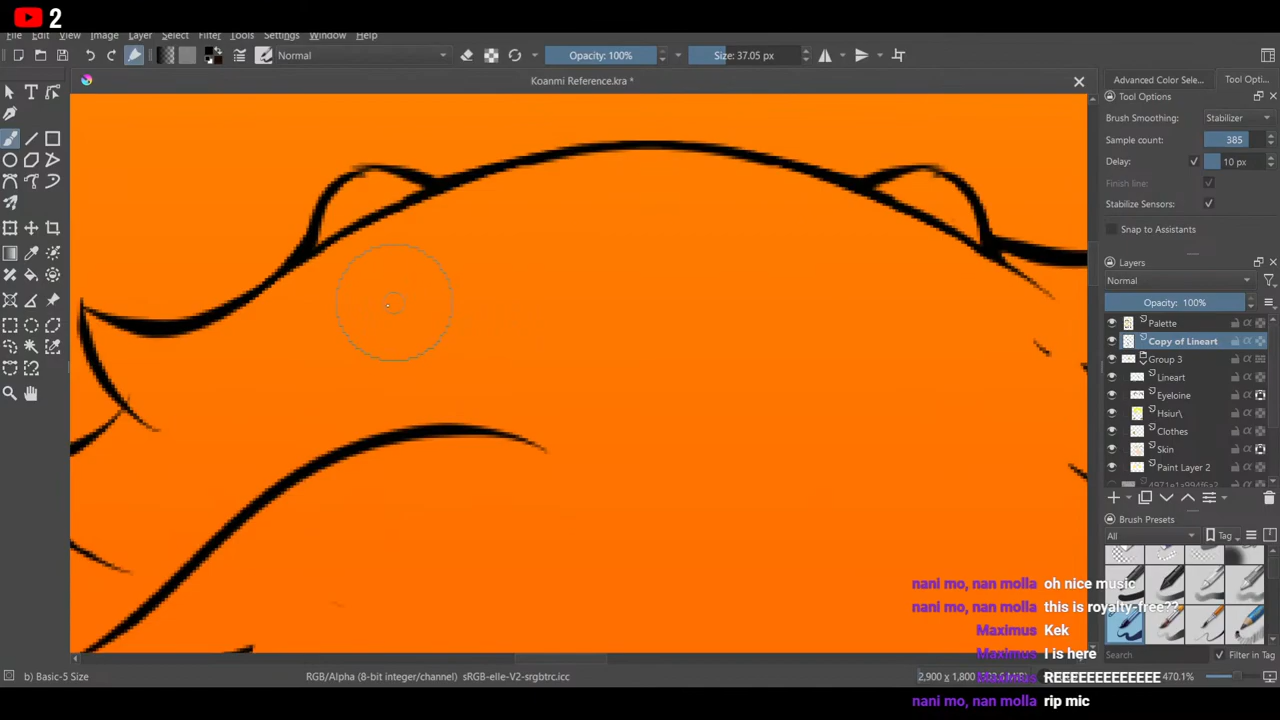 2
File Edit View Image Layer Select Filter Tools Settings Window Help
Normal
Opacity: 100%
Size: 37.05 px
Koanmi Reference.kra *
Advanced Color Sele...
Tool Opti...
Tool Options
Brush Smoothing: Stabilizer
Sample count: 385
Delay: 10 px
Finish line:
Stabilize Sensors:
Snap to Assistants
Layers
Normal
Opacity: 100%
Palette
Copy of Lineart
Group 3
Lineart
Eyeloine
Hsiur\
Clothes
Skin
Paint Layer 2
Brush Presets
All
Tag
nani mo, nan molla oh nice music
nani mo, nan molla this is royalty-free??
Maximus Kek
Maximus I is here
Maximus REEEEEEEEEEEEE
nani mo, nan molla rip mic
Search
Filter in Tag
b) Basic-5 Size
RGB/Alpha (8-bit integer/channel) sRGB-elle-V2-srgbtrc.icc
2,900 x 1,800
470.1%